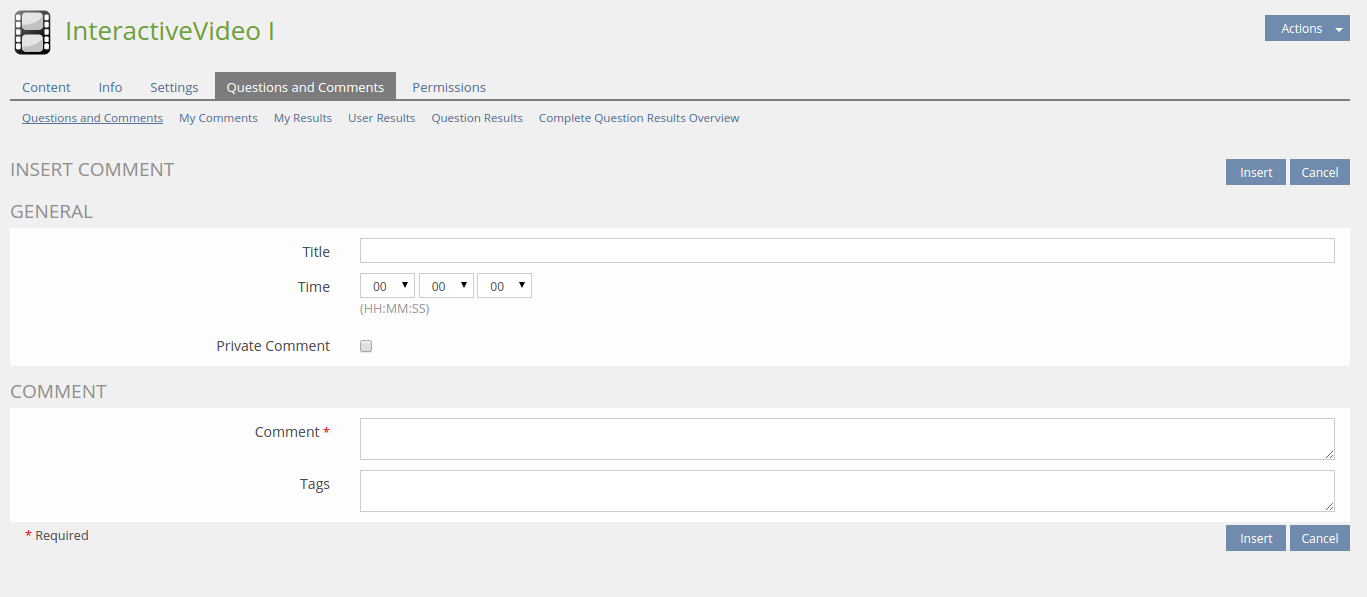 InteractiveVideo I
Actions
Content Info Settings Questions and Comments Permissions
Questions and Comments My Comments My Results User Results Question Results Complete Question Results Overview
INSERT COMMENT
Insert Cancel
GENERAL
Title
Time 00 00 00
(HH:MM:SS)
Private Comment
COMMENT
Comment *
Tags
* Required
Insert Cancel